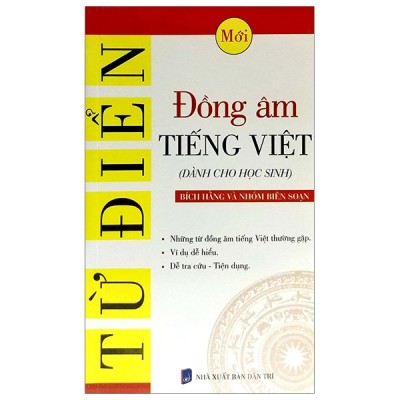 Mới
TỪ ĐIỂN
Đồng âm
TIẾNG VIỆT
(DÀNH CHO HỌC SINH)
BÍCH HẰNG VÀ NHÓM BIÊN SOẠN
• Những từ đồng âm tiếng Việt thường gặp.
• Ví dụ dễ hiểu.
• Dễ tra cứu - Tiện dụng.
NHÀ XUẤT BẢN DÂN TRÍ